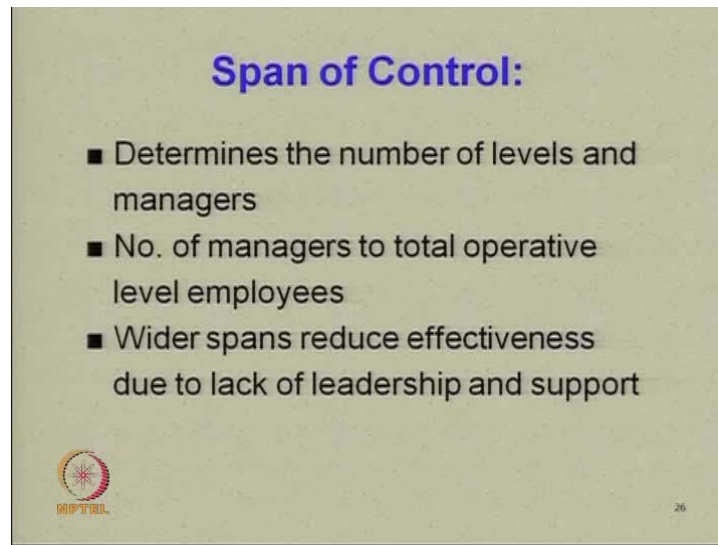 Span of Control:
■ Determines the number of levels and
managers
■ No. of managers to total operative
level employees
■ Wider spans reduce effectiveness
due to lack of leadership and support
NPTEL
26